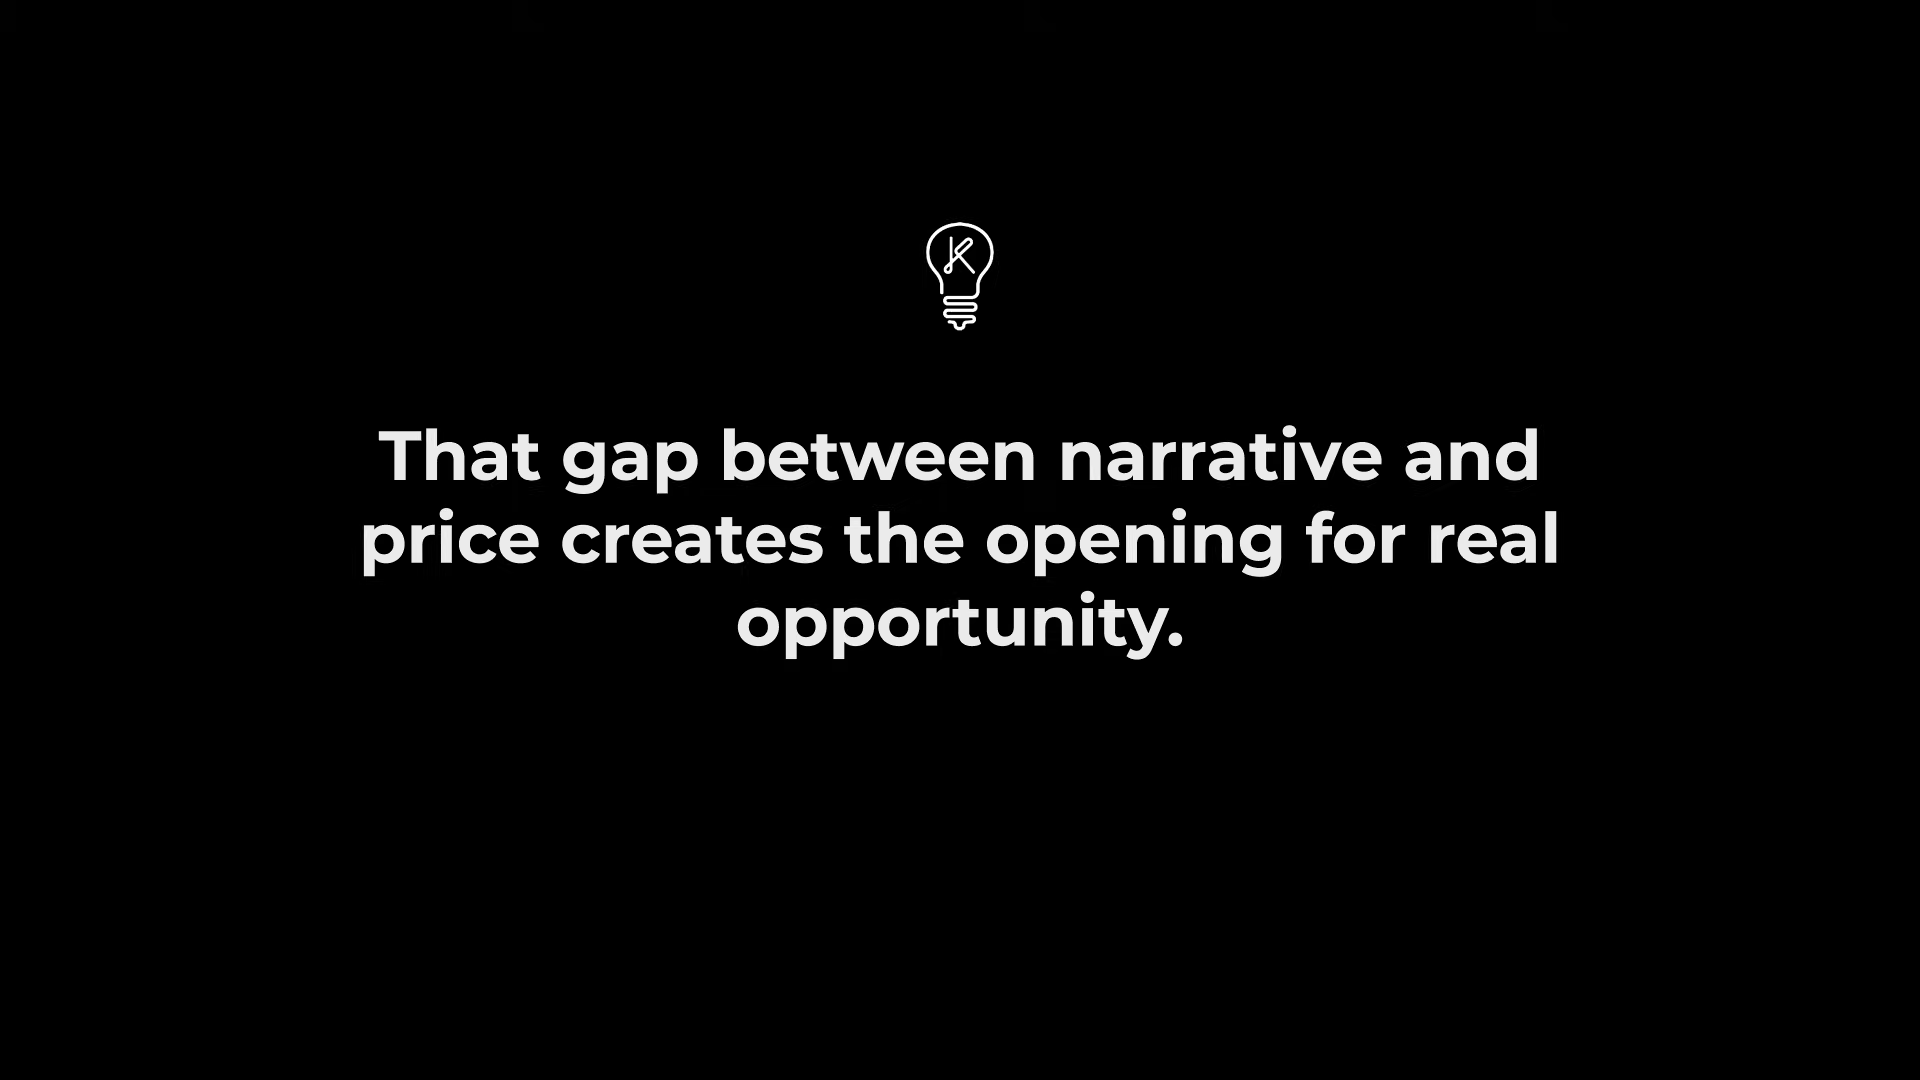 K
That gap between narrative and
price creates the opening for real
opportunity.